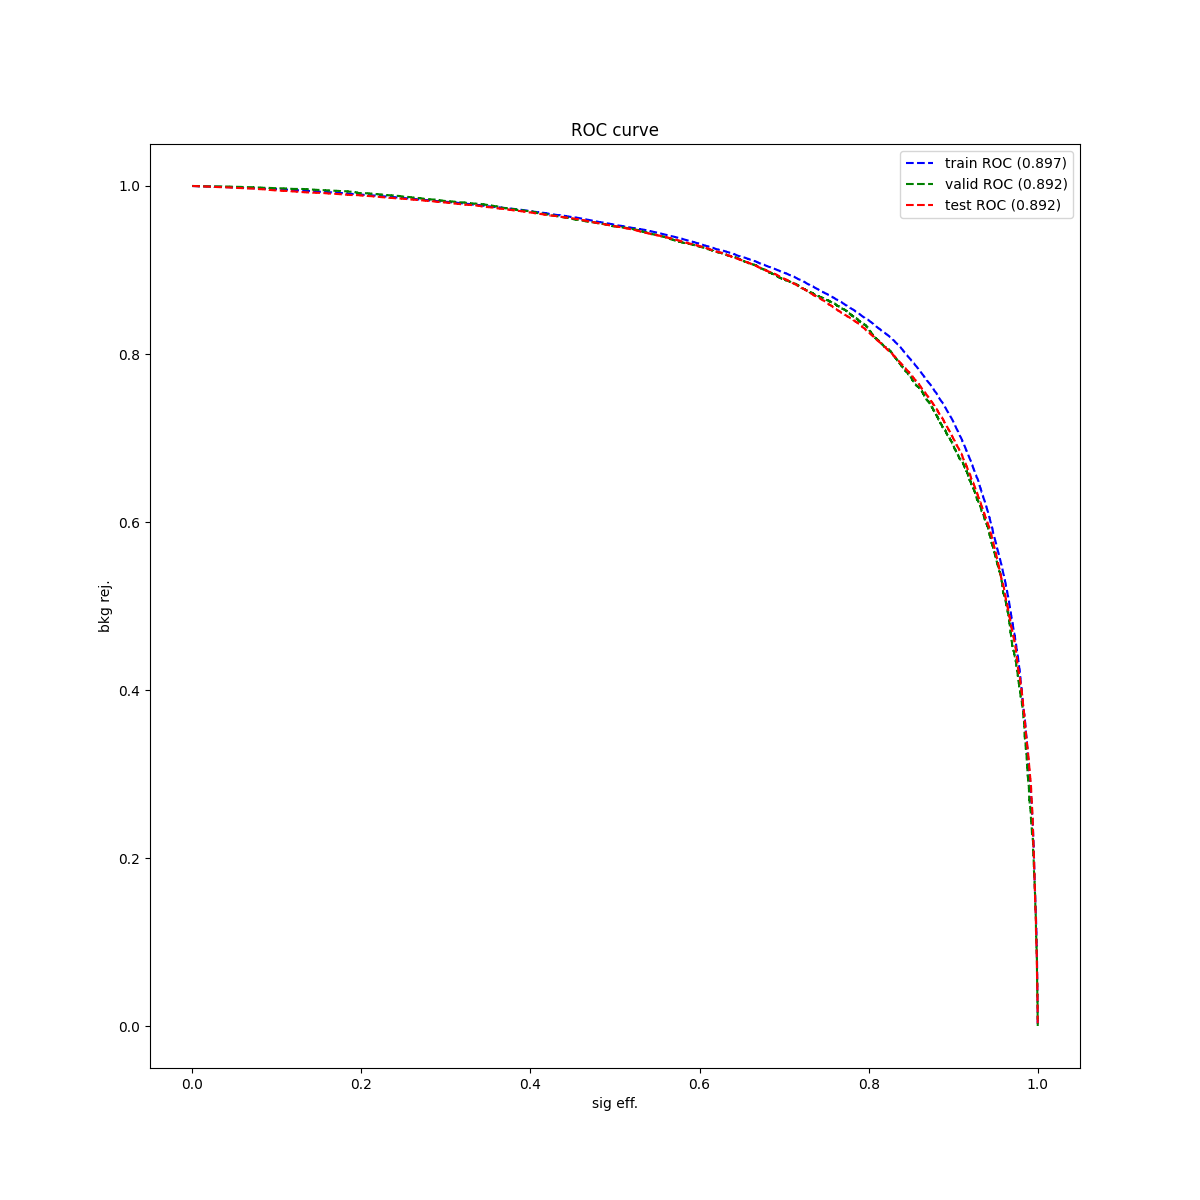 ROC curve
train ROC (0.897)
valid ROC (0.892)
test ROC (0.892)
1.0
0.8
0.6
0.4
0.2
0.0
bkg rej.
0.0 0.2 0.4 0.6 0.8 1.0
sig eff.